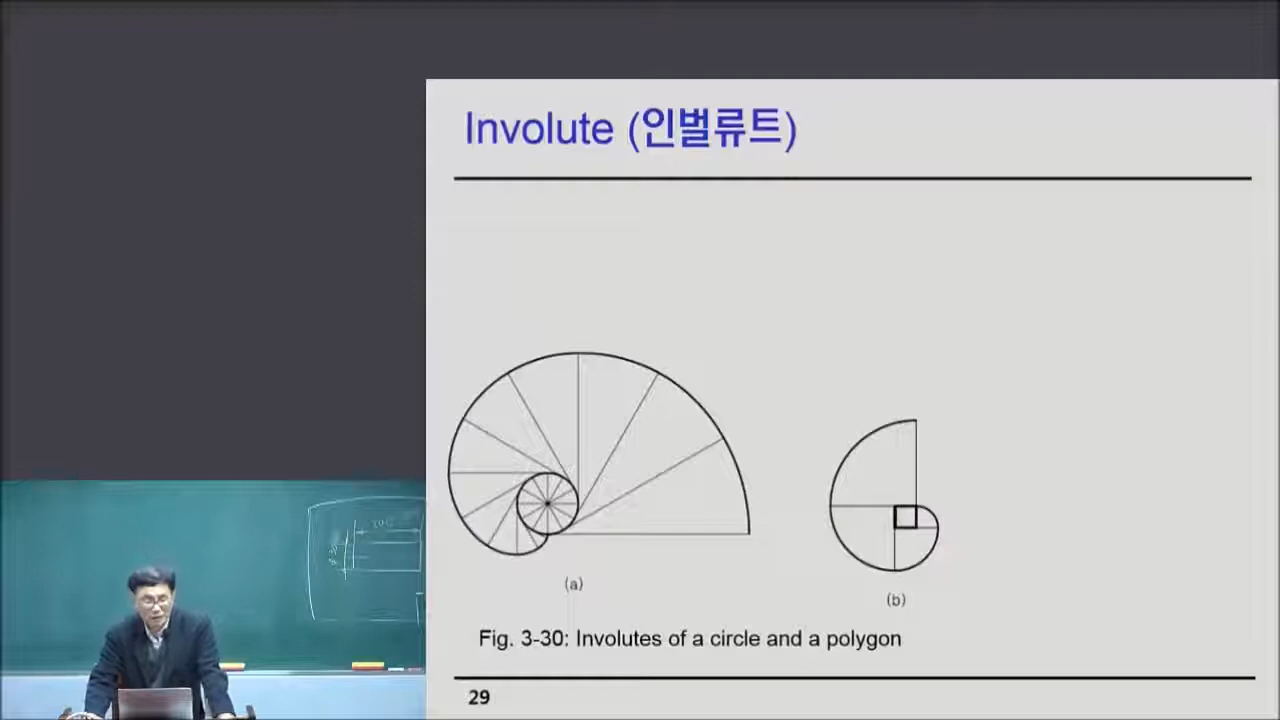 Involute (인벌류트)
(a)
(b)
Fig. 3-30: Involutes of a circle and a polygon
29